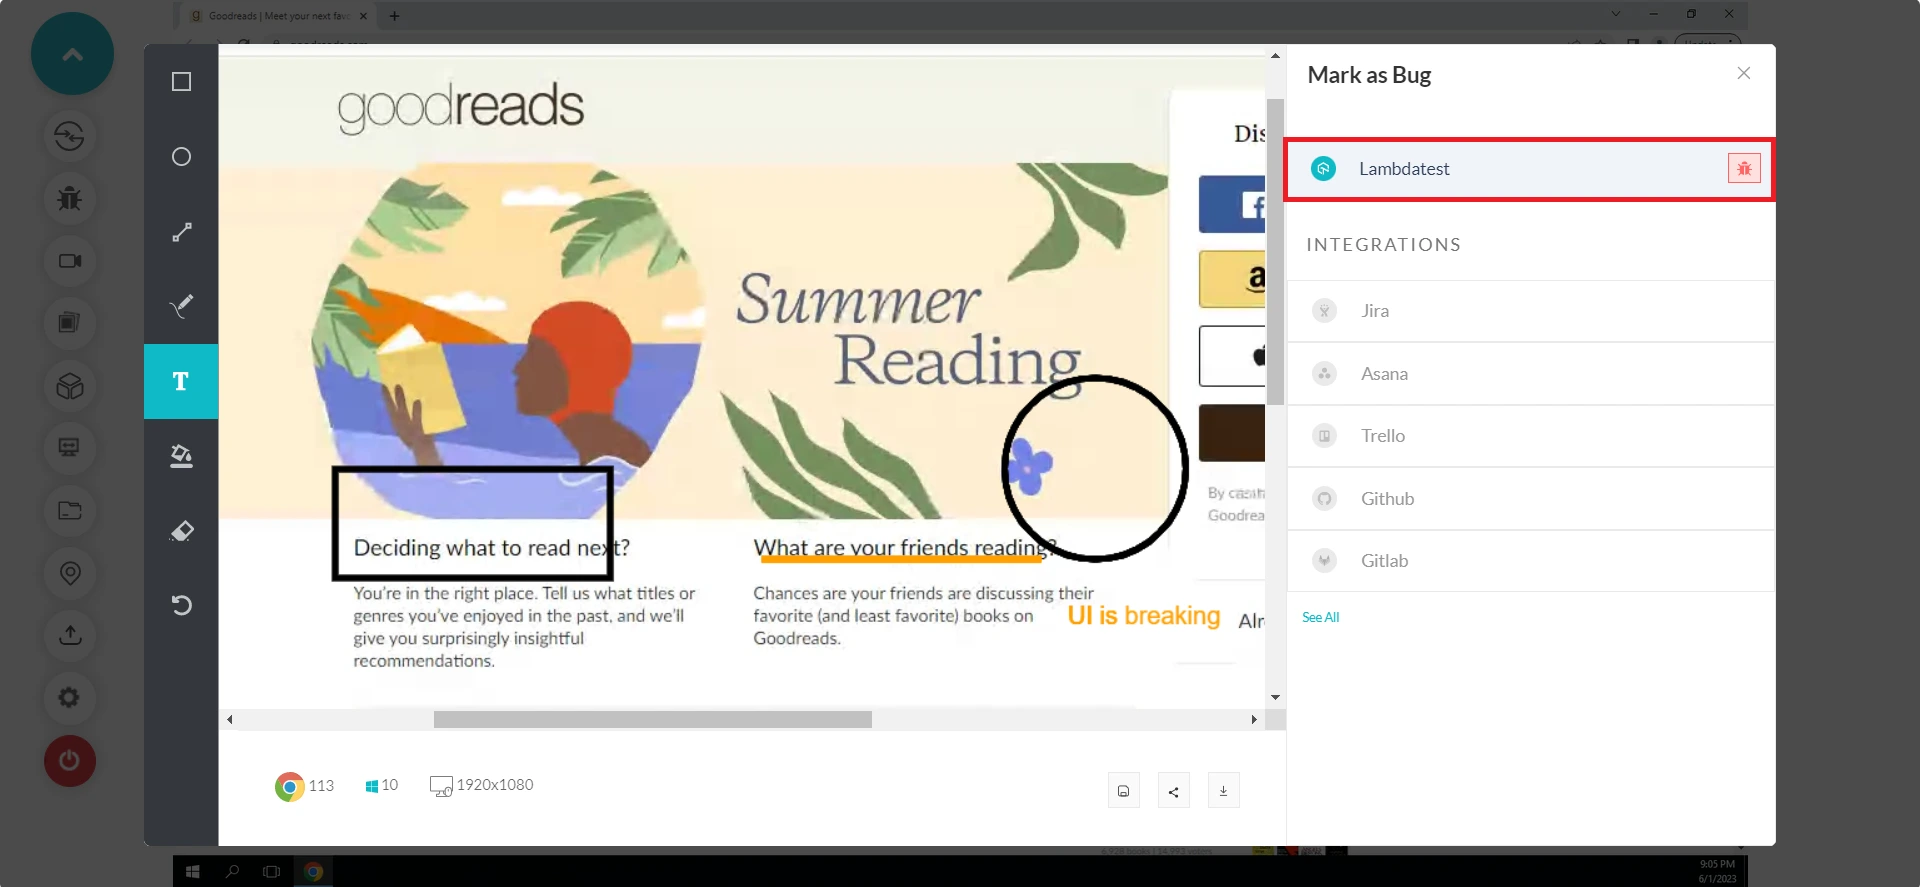 Goodreads | Meet your next fav
goodreads
Summer
Reading
Deciding what to read next?
You're in the right place. Tell us what titles or
genres you've enjoyed in the past, and we'll
give you surprisingly insightful
recommendations.
What are your friends reading?
Chances are your friends are discussing their
favorite (and least favorite) books on
Goodreads.
UI is breaking
Dis
f
a
By
Goodrea
Alr
T
113
10
1920x1080
Mark as Bug
Lambdatest
INTEGRATIONS
Jira
Asana
Trello
Github
Gitlab
See All
9:05 PM
6/1/2023